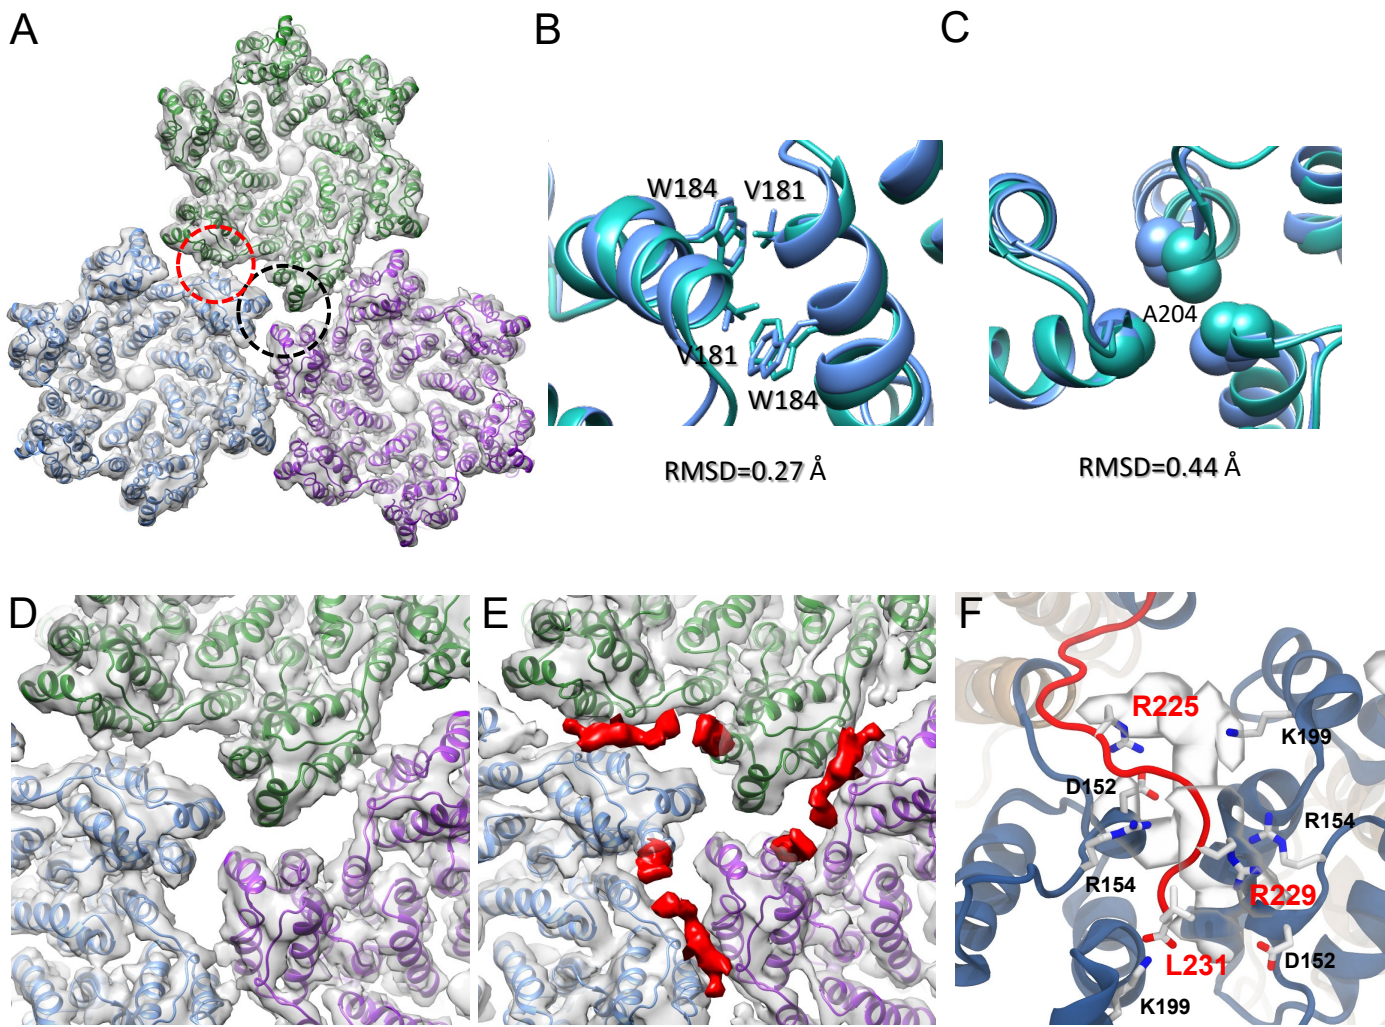 A
B
C
W184
V181
V181
W184
RMSD=0.27 Å
A204
RMSD=0.44 Å
D
E
F
R225
K199
D152
R154
R154
R229
L231
D152
K199